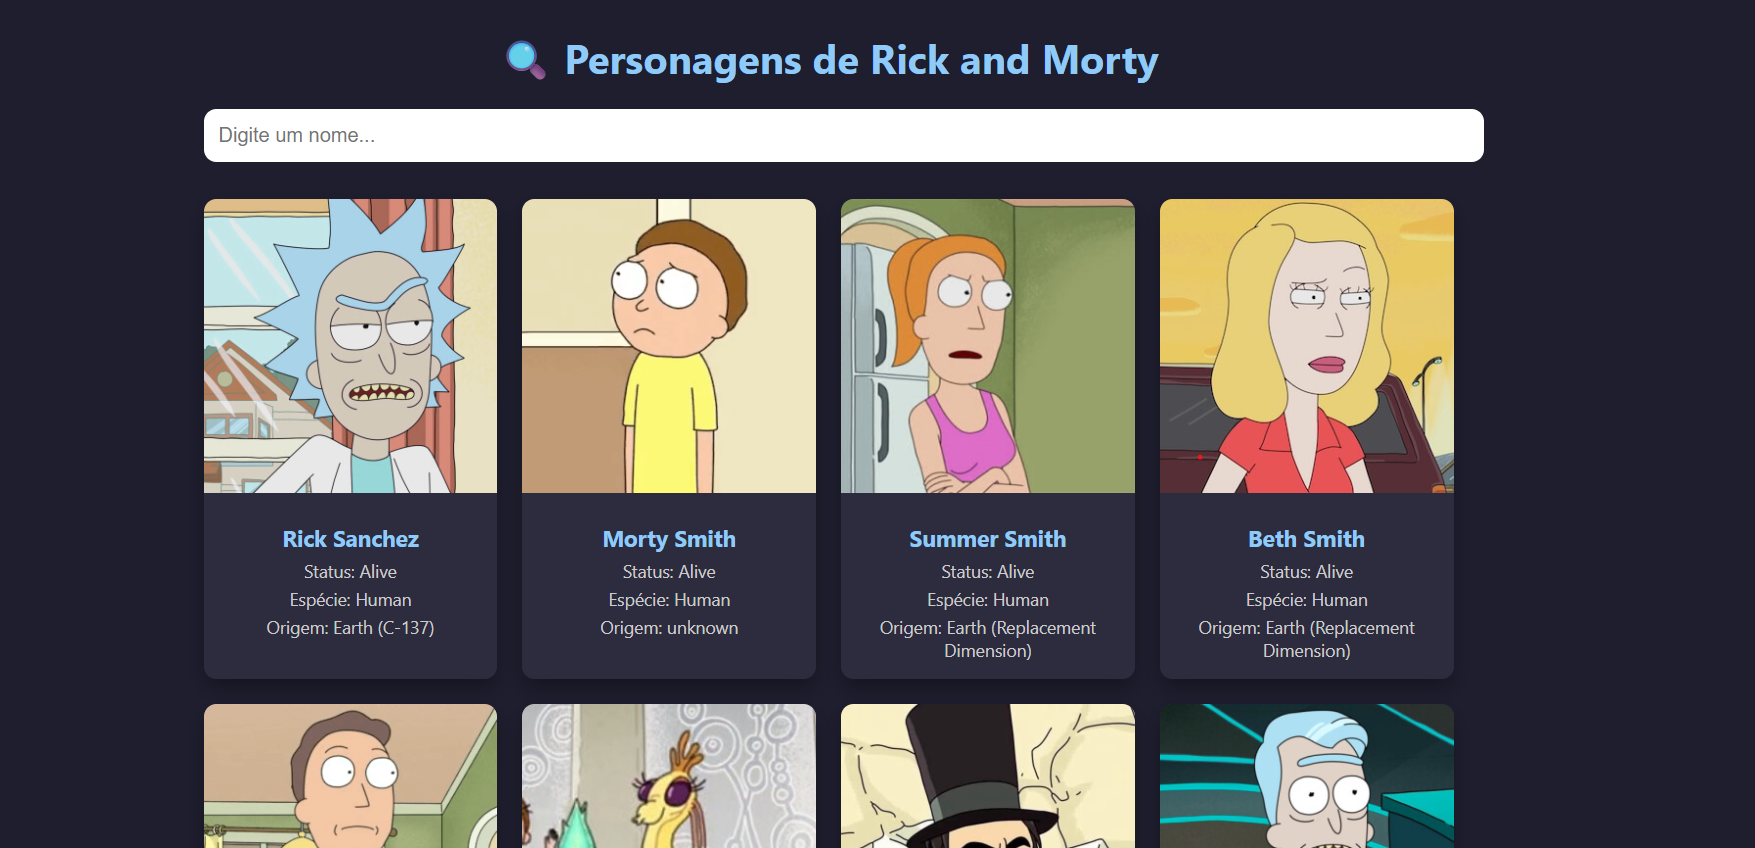 Personagens de Rick and Morty
Digite um nome...
Rick Sanchez
Status: Alive
Espécie: Human
Origem: Earth (C-137)
Morty Smith
Status: Alive
Espécie: Human
Origem: unknown
Summer Smith
Status: Alive
Espécie: Human
Origem: Earth (Replacement
Dimension)
Beth Smith
Status: Alive
Espécie: Human
Origem: Earth (Replacement
Dimension)